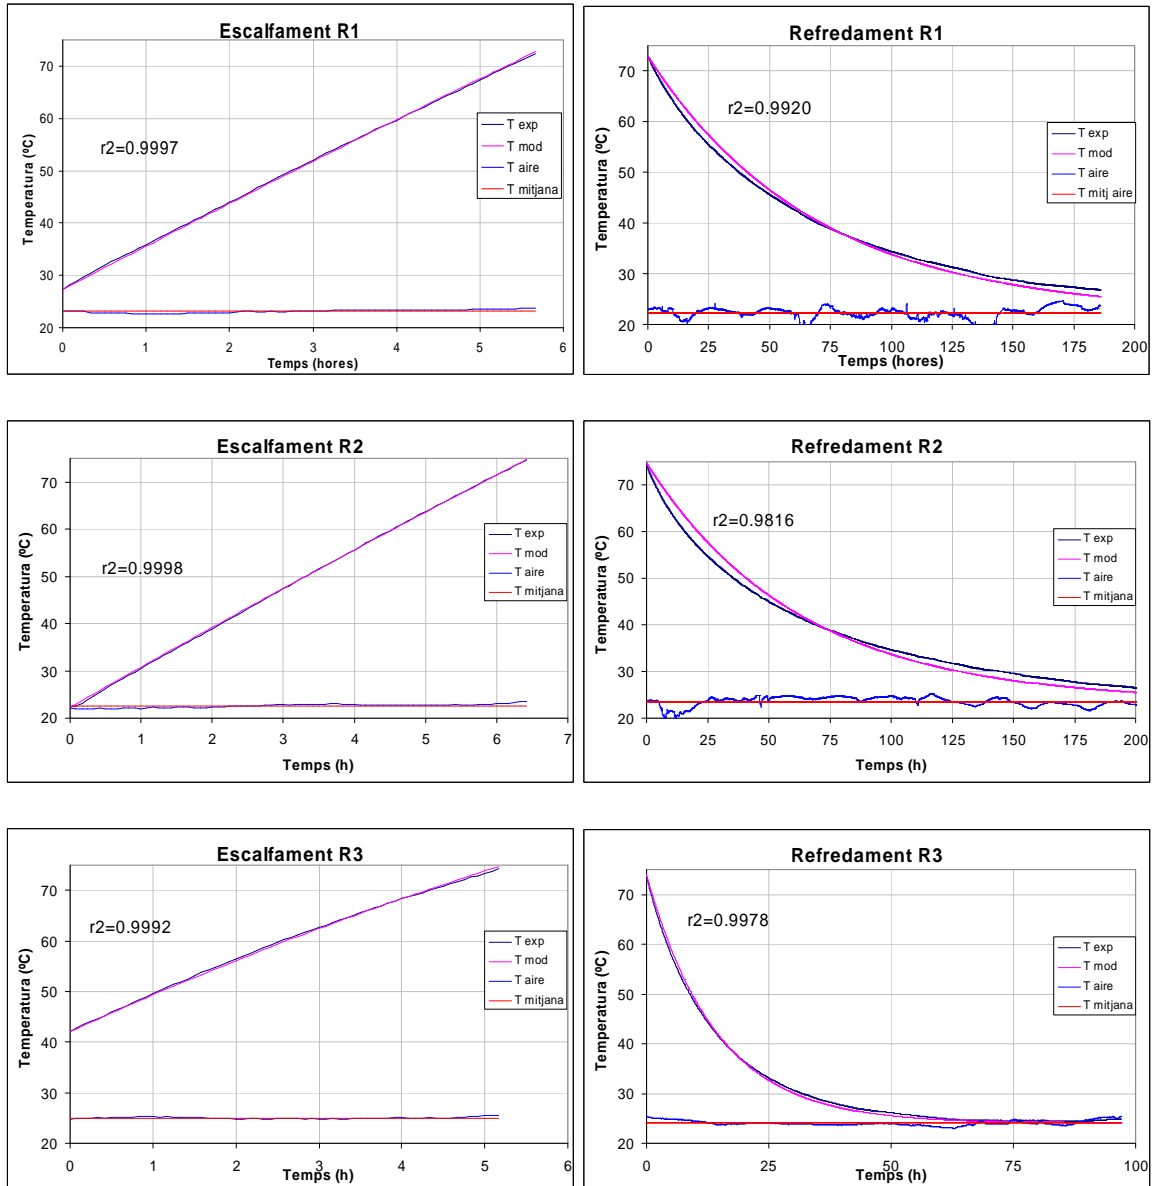 Escalfament R1
Temperatura (ºC)
70
60
50
40
30
20
r2=0.9997
T exp
T mod
T aire
T mitjana
0 1 2 3 4 5 6
Temps (hores)
Refredament R1
Temperatura (ºC)
70
60
50
40
30
20
r2=0.9920
T exp
T mod
T aire
T mitj aire
0 25 50 75 100 125 150 175 200
Temps (hores)
Escalfament R2
Temperatura (ºC)
70
60
50
40
30
20
r2=0.9998
T exp
T mod
T aire
T mitjana
0 1 2 3 4 5 6 7
Temps (h)
Refredament R2
Temperatura (ºC)
70
60
50
40
30
20
r2=0.9816
T exp
T mod
T aire
T mitjana
0 25 50 75 100 125 150 175 200
Temps (h)
Escalfament R3
Temperatura (ºC)
70
60
50
40
30
20
r2=0.9992
T exp
T mod
T aire
T mitjana
0 1 2 3 4 5 6
Temps (h)
Refredament R3
Temperatura (ºC)
70
60
50
40
30
20
r2=0.9978
T exp
T mod
T aire
T mitjana
0 25 50 75 100
Temps (h)